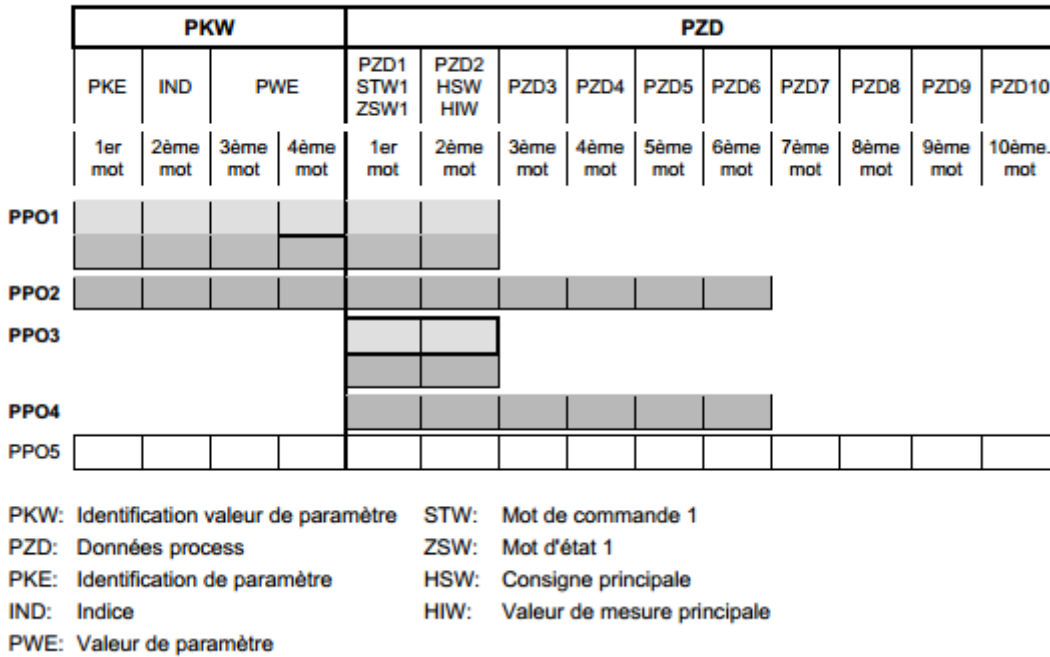 PKW PZD
PKE IND PWE PZD1 STW1 ZSW1 PZD2 HSW HIW PZD3 PZD4 PZD5 PZD6 PZD7 PZD8 PZD9 PZD10
1er mot 2ème mot 3ème mot 4ème mot 1er mot 2ème mot 3ème mot 4ème mot 5ème mot 6ème mot 7ème mot 8ème mot 9ème mot 10ème. mot
PPO1
PPO2
PPO3
PPO4
PPO5
PKW: Identification valeur de paramètre STW: Mot de commande 1
PZD: Données process ZSW: Mot d'état 1
PKE: Identification de paramètre HSW: Consigne principale
IND: Indice HIW: Valeur de mesure principale
PWE: Valeur de paramètre